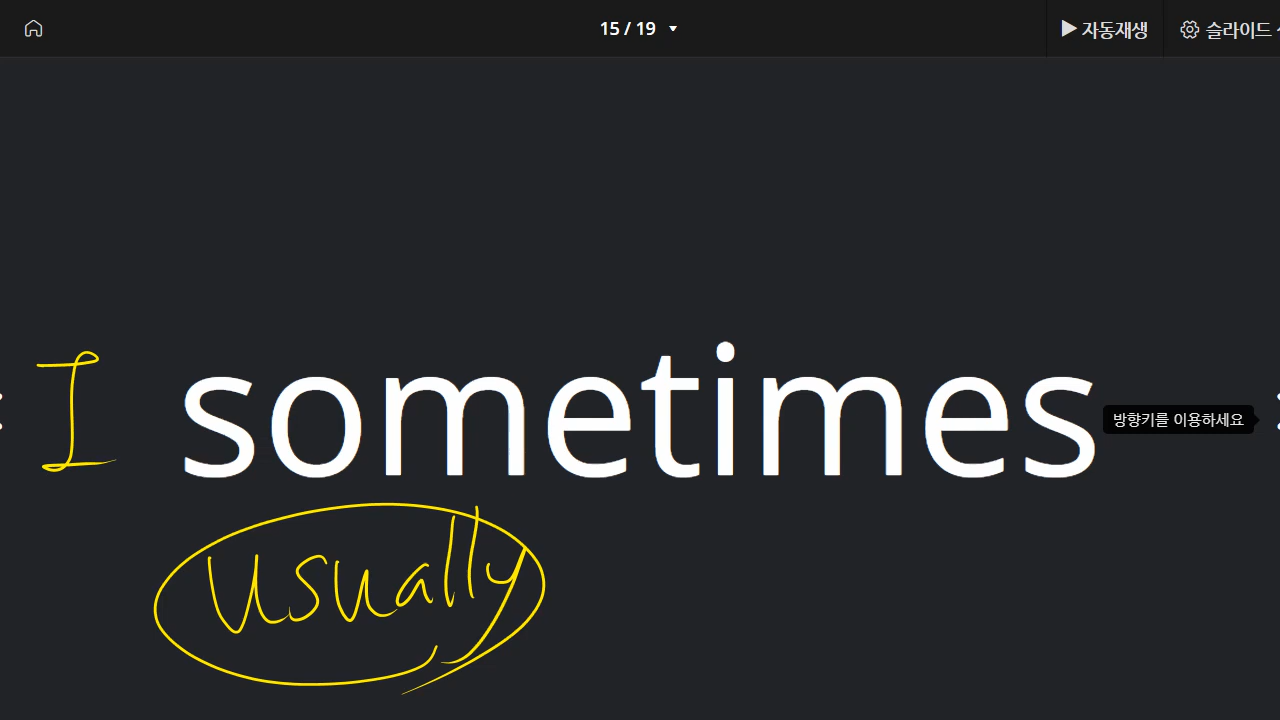 15 / 19
자동재생
슬라이드
I sometimes
방향키를 이용하세요
usually